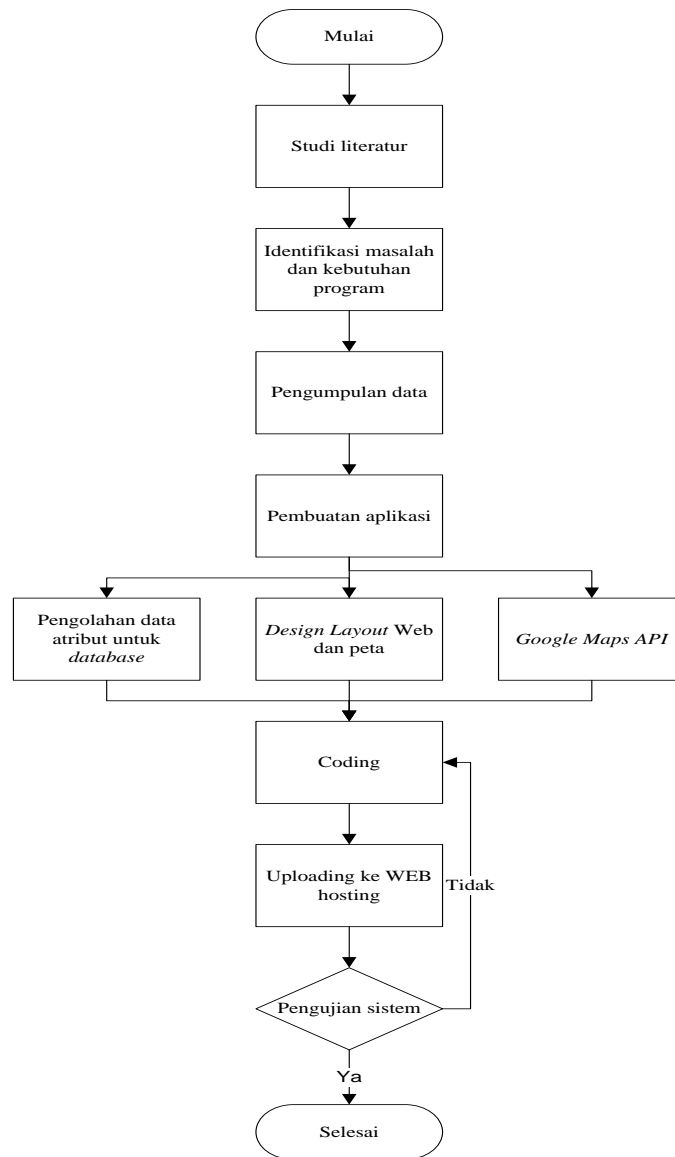 Mulai
Studi literatur
Identifikasi masalah
dan kebutuhan
program
Pengumpulan data
Pembuatan aplikasi
Pengolahan data
atribut untuk
database
Design Layout Web
dan peta
Google Maps API
Coding
Uploading ke WEB
hosting
Tidak
Pengujian sistem
Ya
Selesai